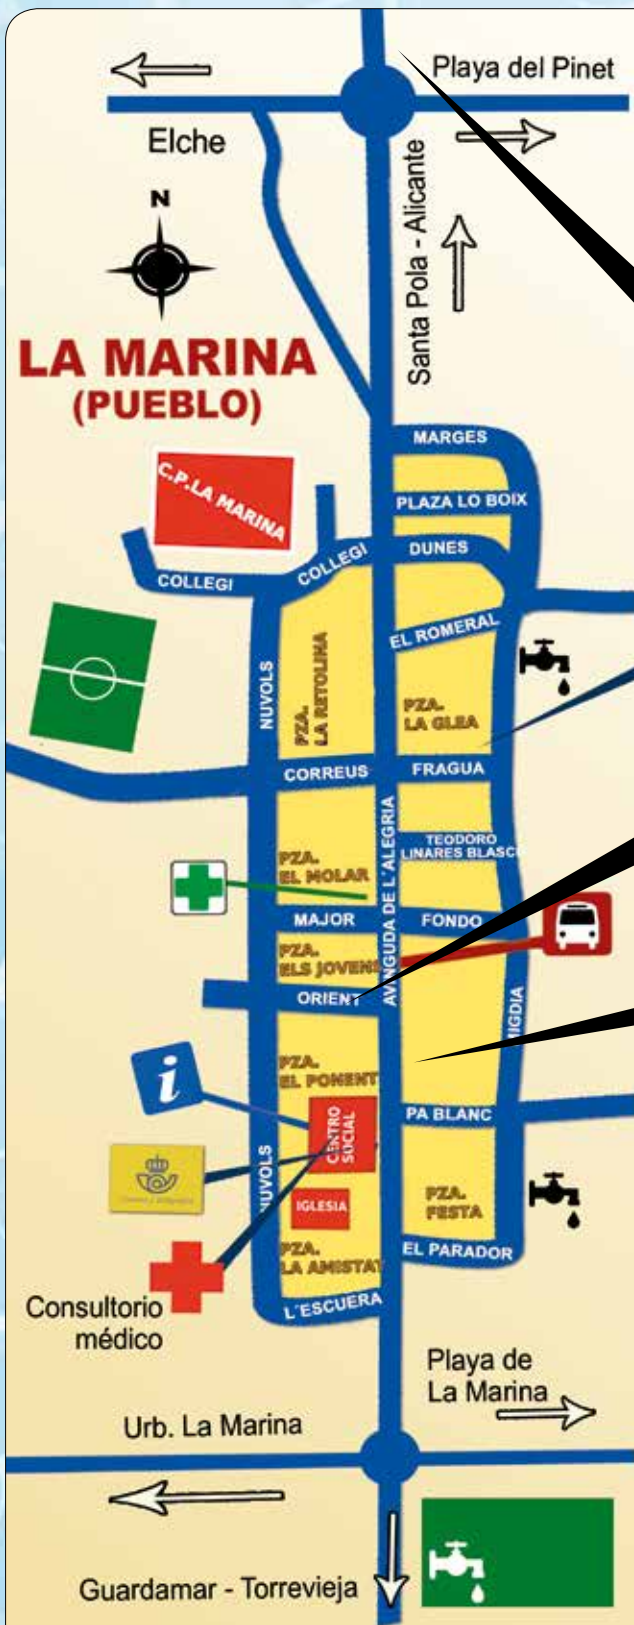 Playa del Pinet
Elche
Santa Pola - Alicante
N
LA MARINA
(PUEBLO)
MARGES
C.P.LA MARINA
PLAZA LO BOIX
COLLEGI
COLLEGI
DUNES
EL ROMERAL
NUVOLS
PZA.
LA RETOLINA
PZA.
LA GLEA
CORREUS
FRAGUA
AVINGUDA DE L´ALEGRIA
TEODORO
LINARES BLASCO
PZA.
EL MOLAR
MAJOR
FONDO
PZA.
ELS JOVENS
ORIENT
MIGDIA
PZA.
EL PONENT
i
CENTRO
SOCIAL
PA BLANC
NUVOLS
IGLESIA
PZA.
FESTA
PZA.
LA AMISTAT
EL PARADOR
L´ESCUERA
Consultorio
médico
Playa de
La Marina
Urb. La Marina
Guardamar - Torrevieja